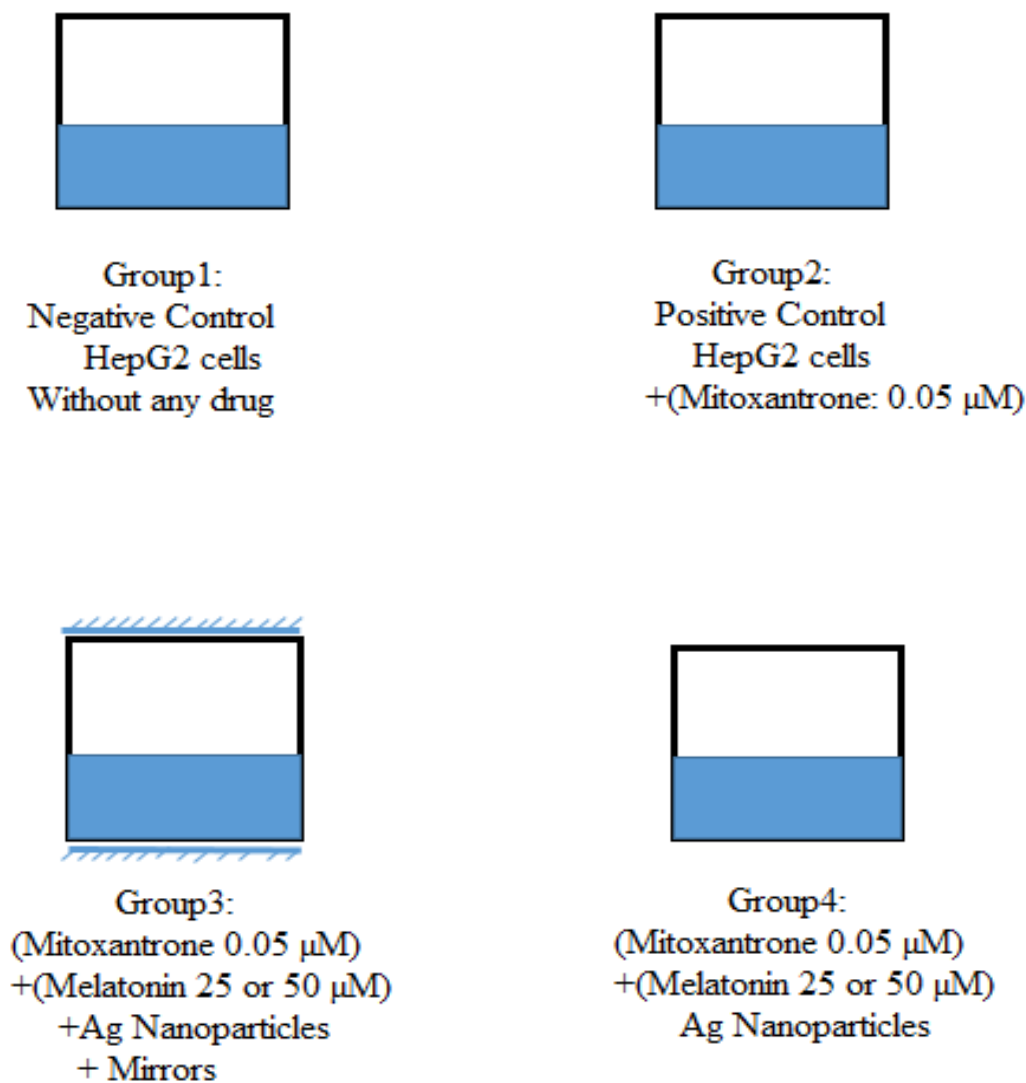 Group1:
Negative Control
HepG2 cells
Without any drug
Group2:
Positive Control
HepG2 cells
+(Mitoxantrone: 0.05 μM)
Group3:
(Mitoxantrone 0.05 μM)
+(Melatonin 25 or 50 μM)
+Ag Nanoparticles
+ Mirrors
Group4:
(Mitoxantrone 0.05 μM)
+(Melatonin 25 or 50 μM)
Ag Nanoparticles